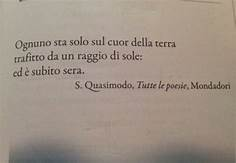 Ognuno sta solo sul cuor della terra
trafitto da un raggio di sole:
ed è subito sera.
S. Quasimodo, Tutte le poesie, Mondadori